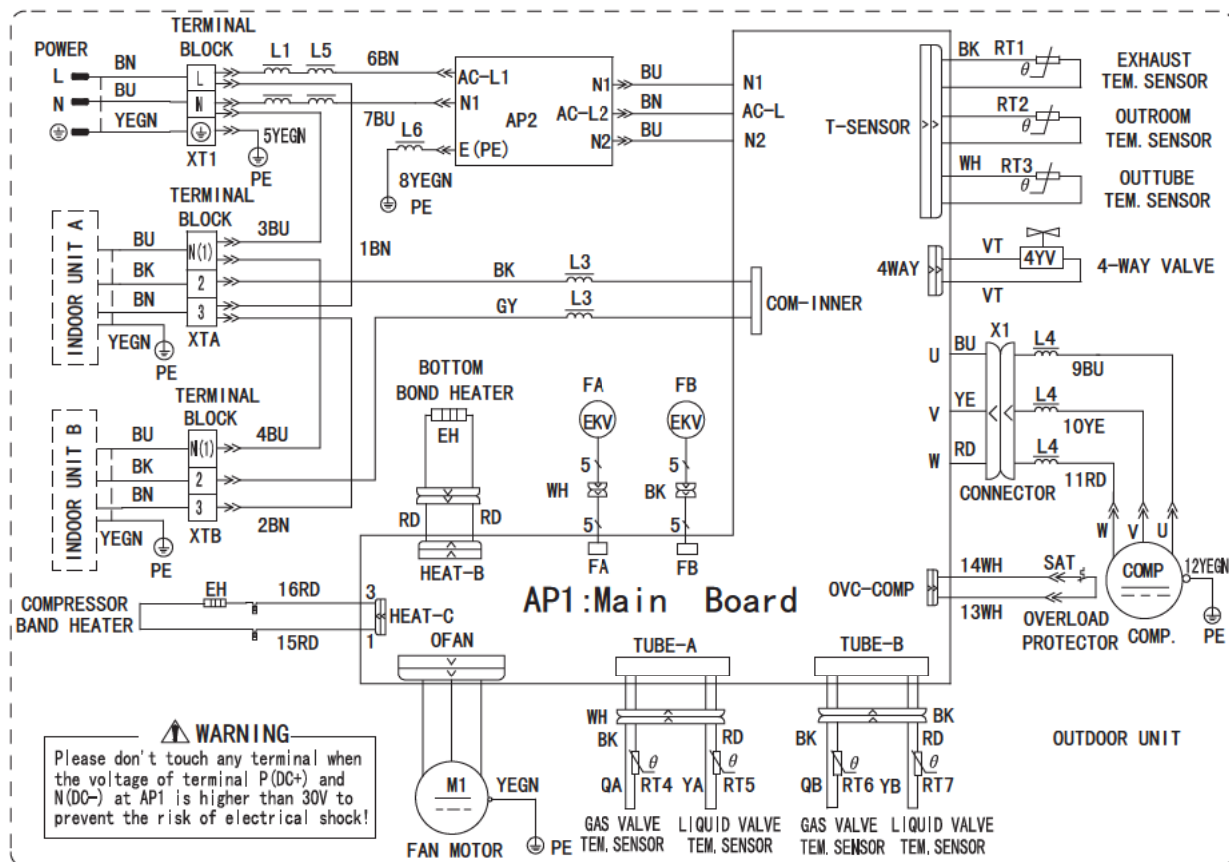 POWER
TERMINAL
BLOCK
L
BN
L
L1
L5
6BN
N
BU
N
7BU
YEGN
5YEGN
XT1
PE
L6
8YEGN
PE
AC-L1
N1
E(PE)
AP2
N1
AC-L2
N2
BU
BN
BU
N1
AC-L
N2
T-SENSOR
BK
RT1
θ
EXHAUST
TEM. SENSOR
RT2
θ
OUTROOM
TEM. SENSOR
WH
RT3
θ
OUTTUBE
TEM. SENSOR
TERMINAL
BLOCK
INDOOR UNIT A
BU
BK
BN
YEGN
PE
N(1)
2
3
XTA
3BU
1BN
BK
L3
GY
L3
COM-INNER
4WAY
VT
4YV
VT
4-WAY VALVE
TERMINAL
BLOCK
INDOOR UNIT B
BU
BK
BN
YEGN
PE
N(1)
2
3
XTB
4BU
2BN
BOTTOM
BOND HEATER
EH
RD
RD
HEAT-B
FA
EKV
5
WH
5
FA
FB
EKV
5
BK
5
FB
U
BU
V
YE
W
RD
X1
CONNECTOR
L4
9BU
L4
10YE
L4
11RD
W
V
U
COMP
12YEGN
PE
COMP.
OVC-COMP
14WH
13WH
SAT
OVERLOAD
PROTECTOR
AP1:Main Board
COMPRESSOR
BAND HEATER
EH
16RD
15RD
3
1
HEAT-C
OFAN
M1
YEGN
PE
FAN MOTOR
TUBE-A
WH
BK
RD
θ
θ
QA
RT4
YA
RT5
GAS VALVE
TEM. SENSOR
LIQUID VALVE
TEM. SENSOR
TUBE-B
BK
BK
RD
θ
θ
QB
RT6
YB
RT7
GAS VALVE
TEM. SENSOR
LIQUID VALVE
TEM. SENSOR
OUTDOOR UNIT
WARNING
Please don't touch any terminal when
the voltage of terminal P(DC+) and
N(DC-) at AP1 is higher than 30V to
prevent the risk of electrical shock!